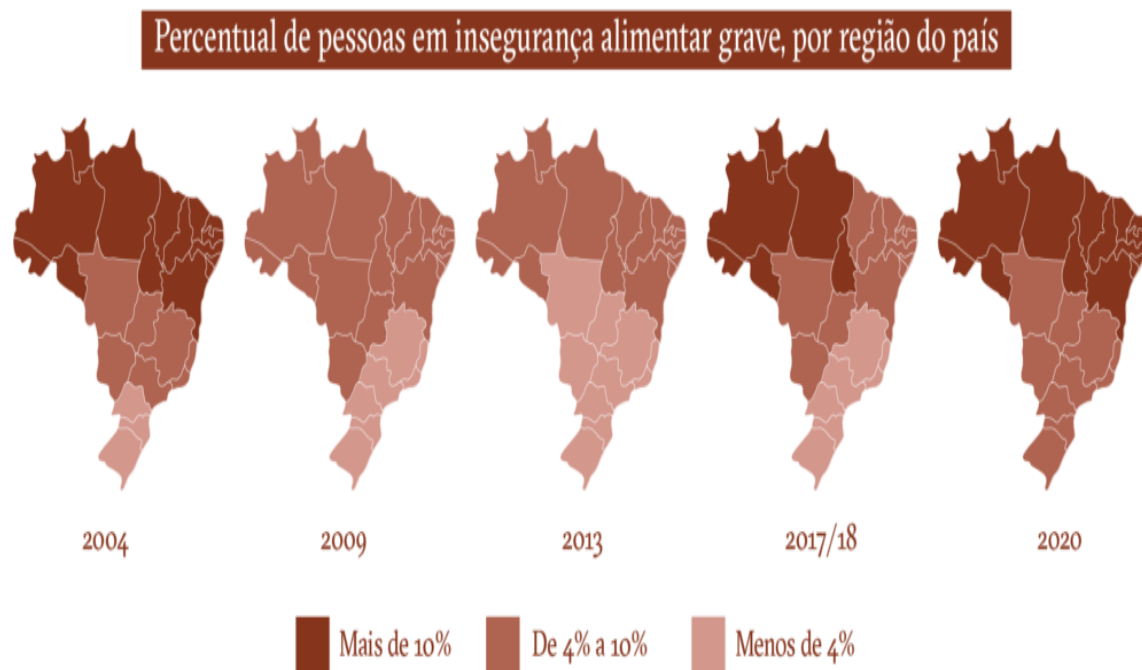 Percentual de pessoas em insegurança alimentar grave, por região do país
2004
2009
2013
2017/18
2020
Mais de 10%
De 4% a 10%
Menos de 4%